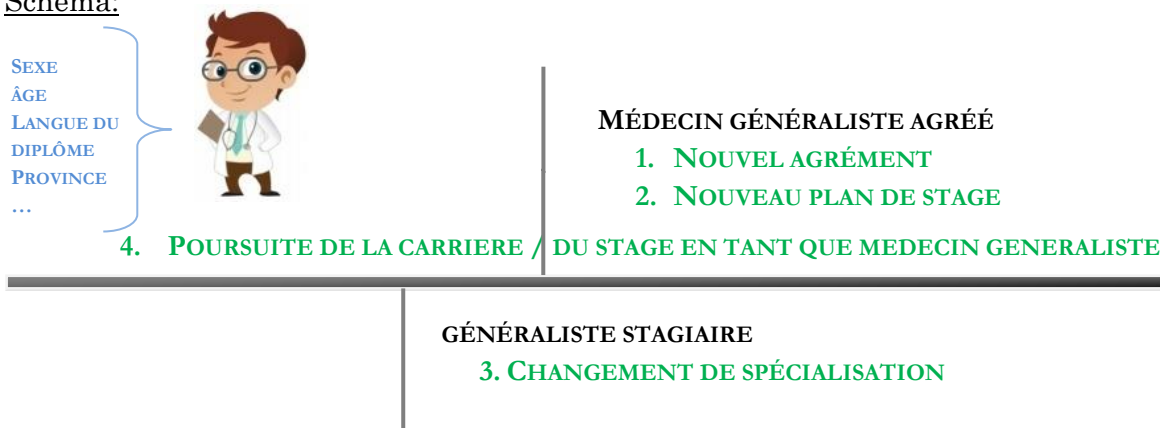 Schéma:
SEXE
ÂGE
LANGUE DU
DIPLÔME
PROVINCE
…
MÉDECIN GÉNÉRALISTE AGRÉÉ
1. NOUVEL AGRÉMENT
2. NOUVEAU PLAN DE STAGE
4. POURSUITE DE LA CARRIERE / DU STAGE EN TANT QUE MEDECIN GENERALISTE
GÉNÉRALISTE STAGIAIRE
3. CHANGEMENT DE SPÉCIALISATION